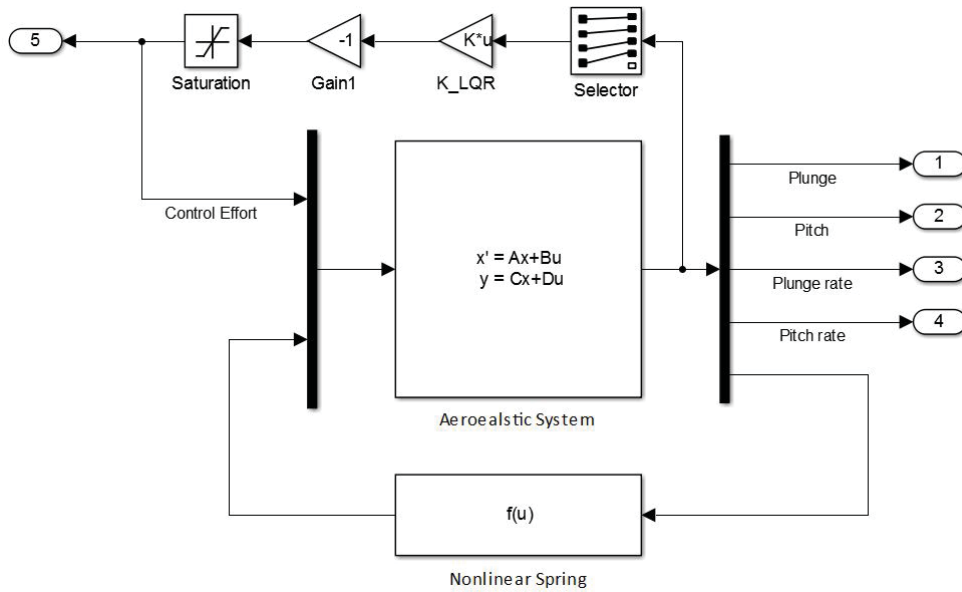 5
Saturation
-1
Gain1
K*u
K_LQR
Selector
Control Effort
x' = Ax+Bu
y = Cx+Du
Aeroealstic System
Plunge
1
Pitch
2
Plunge rate
3
Pitch rate
4
f(u)
Nonlinear Spring